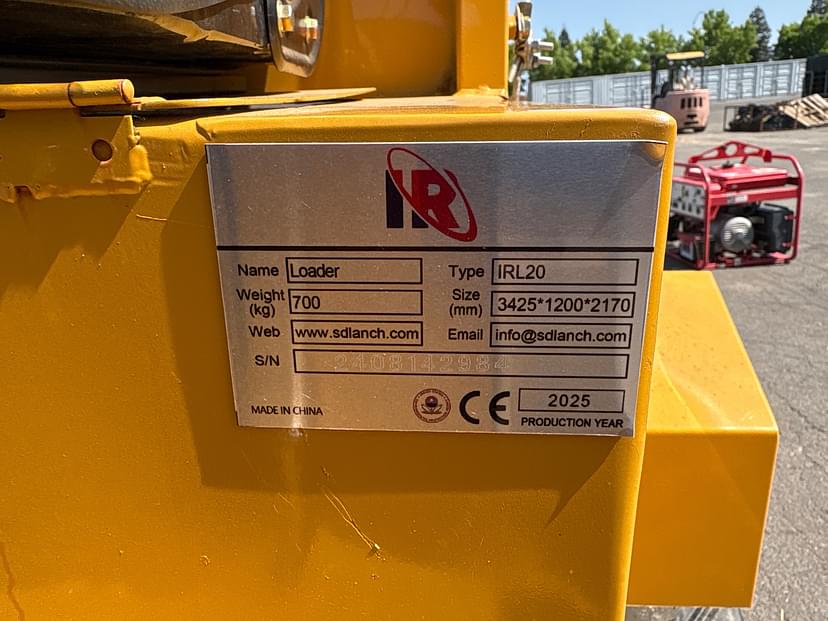 IR
Name Loader Type IRL20
Weight (kg) 700 Size (mm) 3425*1200*2170
Web www.sdlanch.com Email info@sdlanch.com
S/N 2408142984
MADE IN CHINA CE 2025
PRODUCTION YEAR